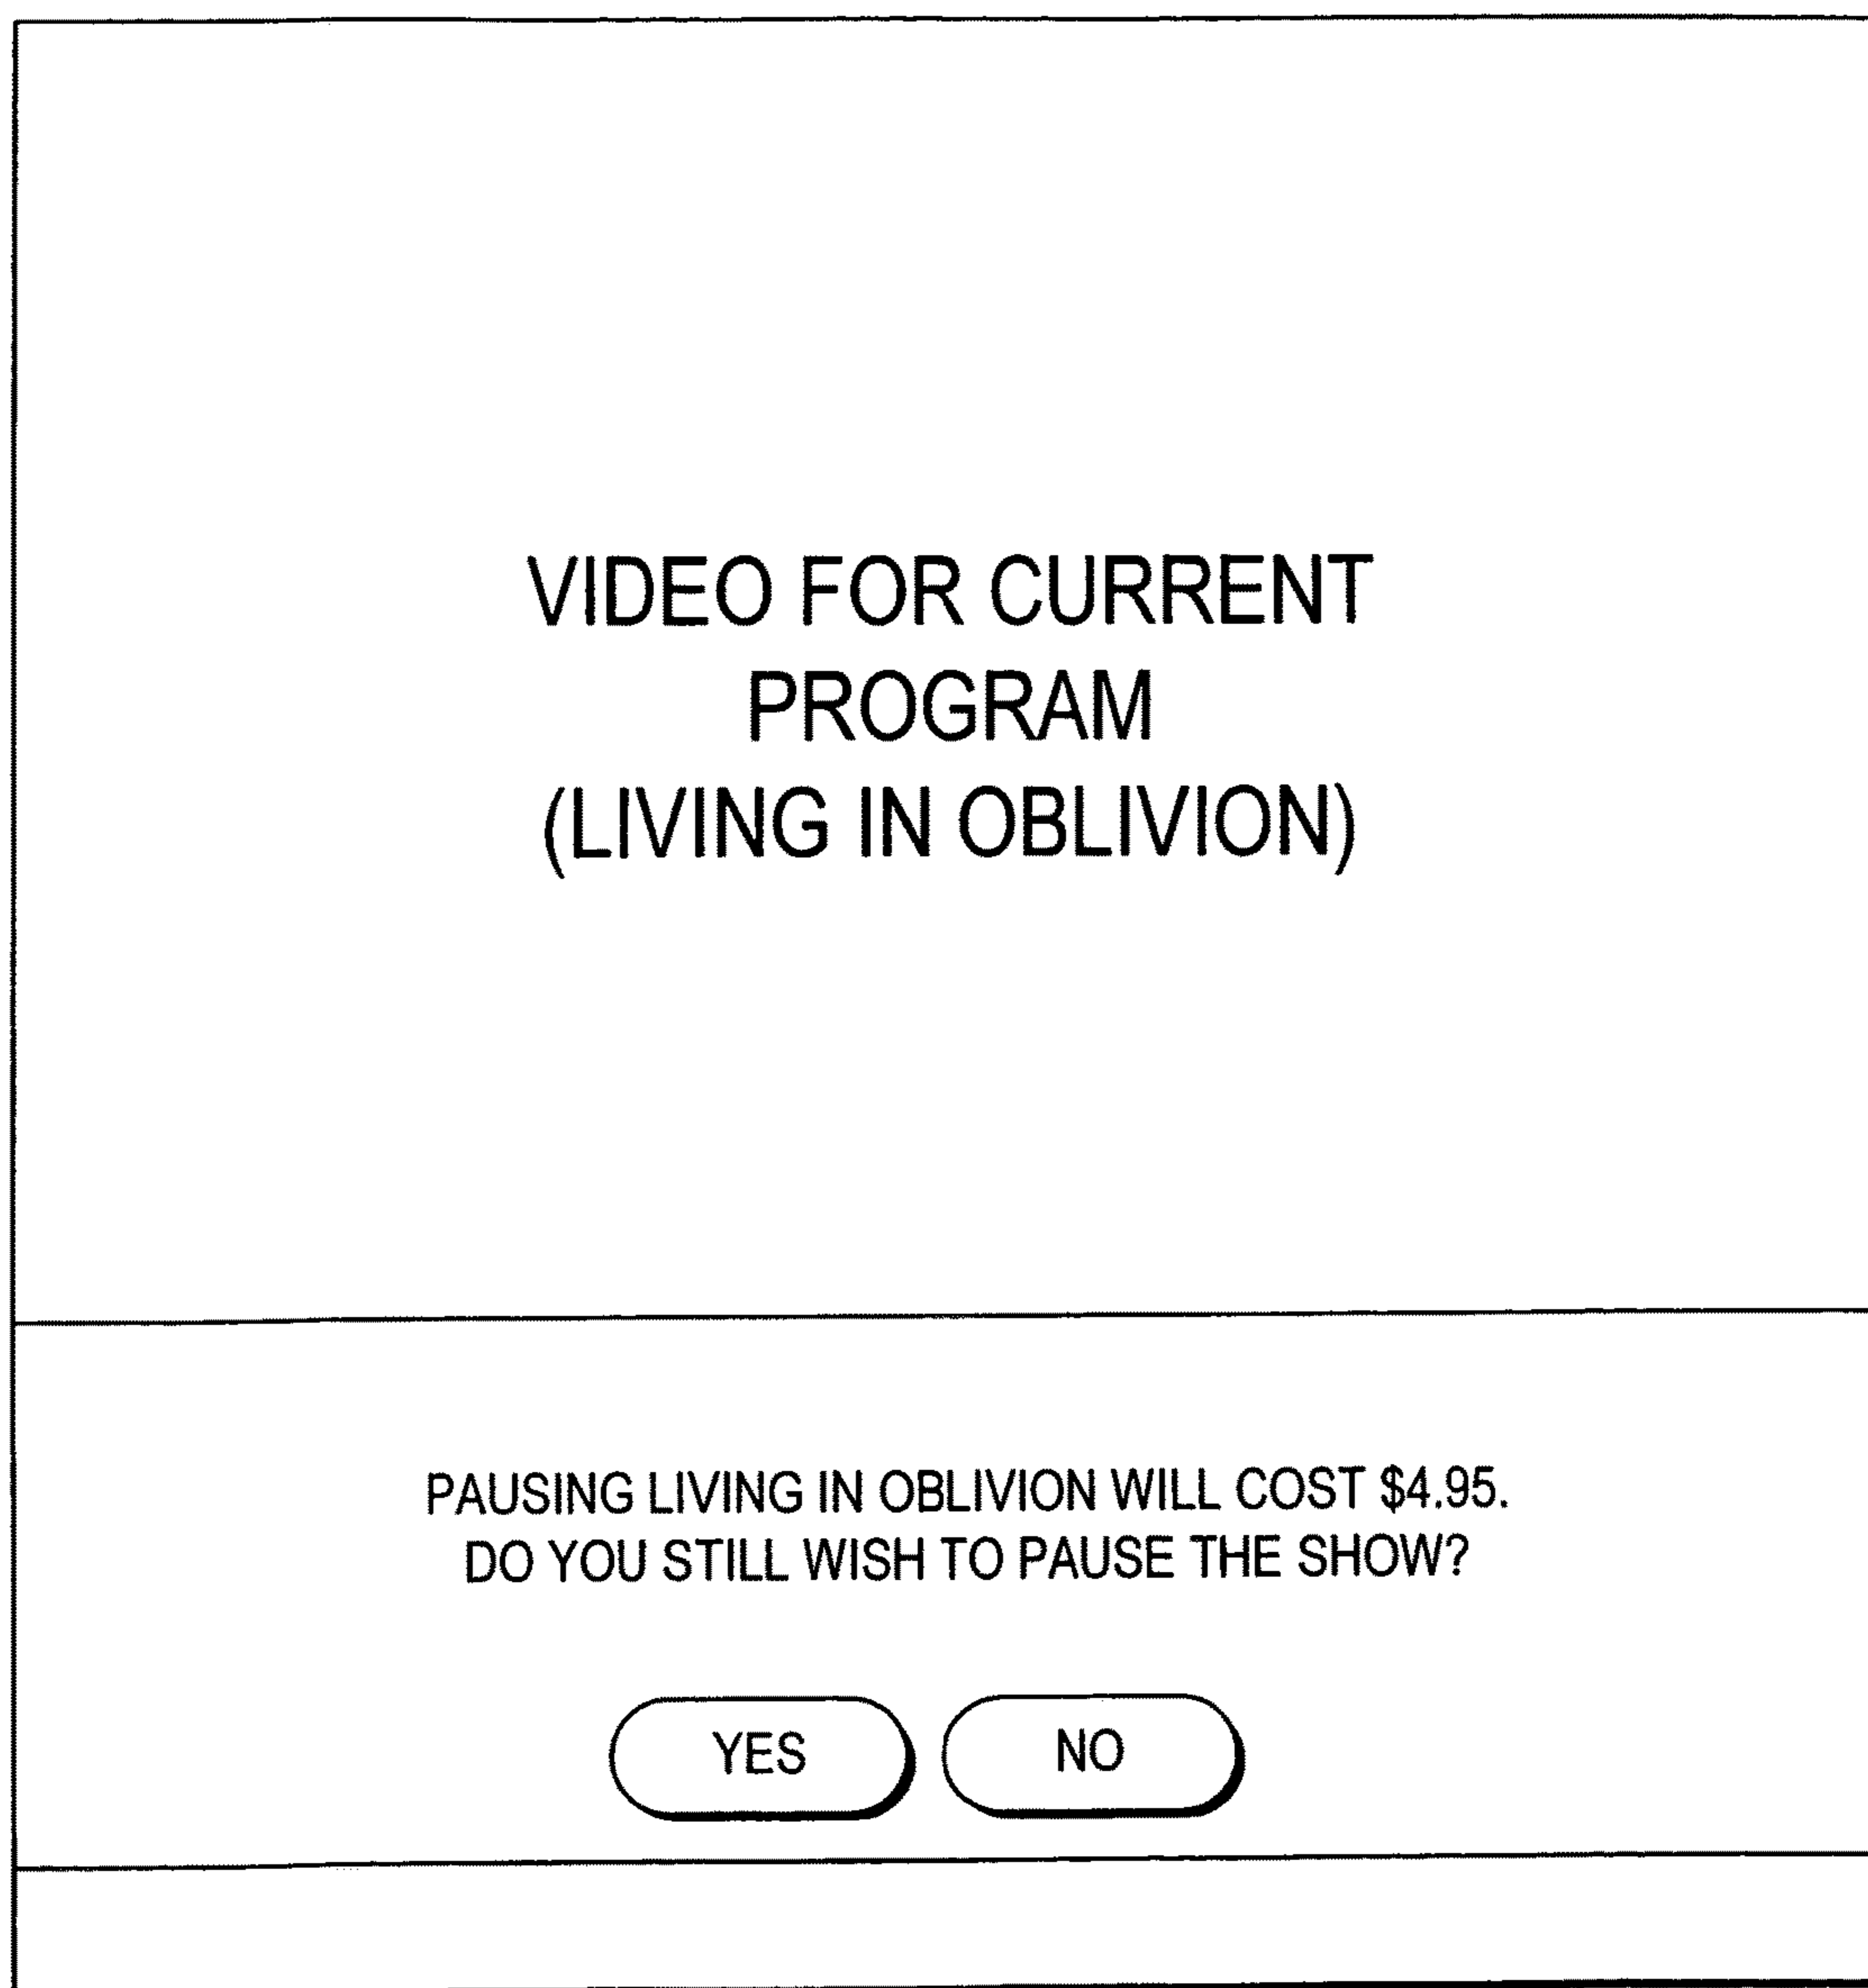 VIDEO FOR CURRENT
PROGRAM
(LIVING IN OBLIVION)
PAUSING LIVING IN OBLIVION WILL COST $4.95.
DO YOU STILL WISH TO PAUSE THE SHOW?
YES NO